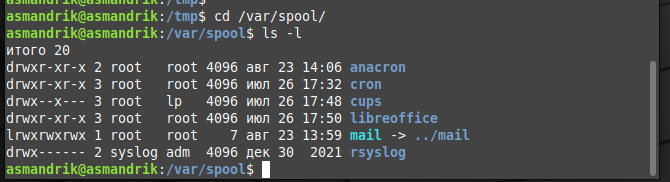 asmandrik@asmandrik:/tmp$
asmandrik@asmandrik:/tmp$ cd /var/spool/
asmandrik@asmandrik:/var/spool$ ls -l
итого 20
drwxr-xr-x 2 root   root 4096 авг 23 14:06 anacron
drwxr-xr-x 3 root   root 4096 июл 26 17:32 cron
drwx--x--- 3 root   lp   4096 июл 26 17:48 cups
drwxr-xr-x 3 root   root 4096 июл 26 17:50 libreoffice
lrwxrwxrwx 1 root   root    7 авг 23 13:59 mail -> ../mail
drwx------ 2 syslog adm  4096 дек 30  2021 rsyslog
asmandrik@asmandrik:/var/spool$